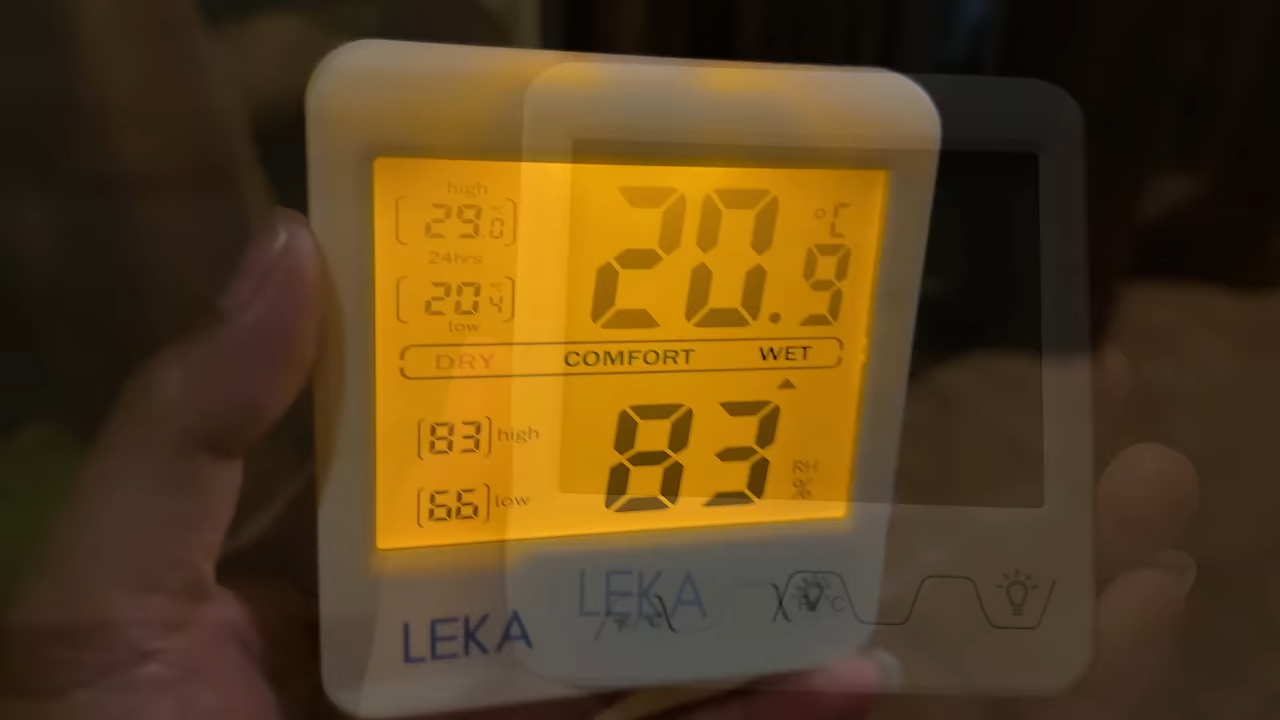 high
29.0°C
24hrs
20.4°C
low
20.9°C
DRY COMFORT WET
83 high
66 low
83 RH %
LEKA
LEKA